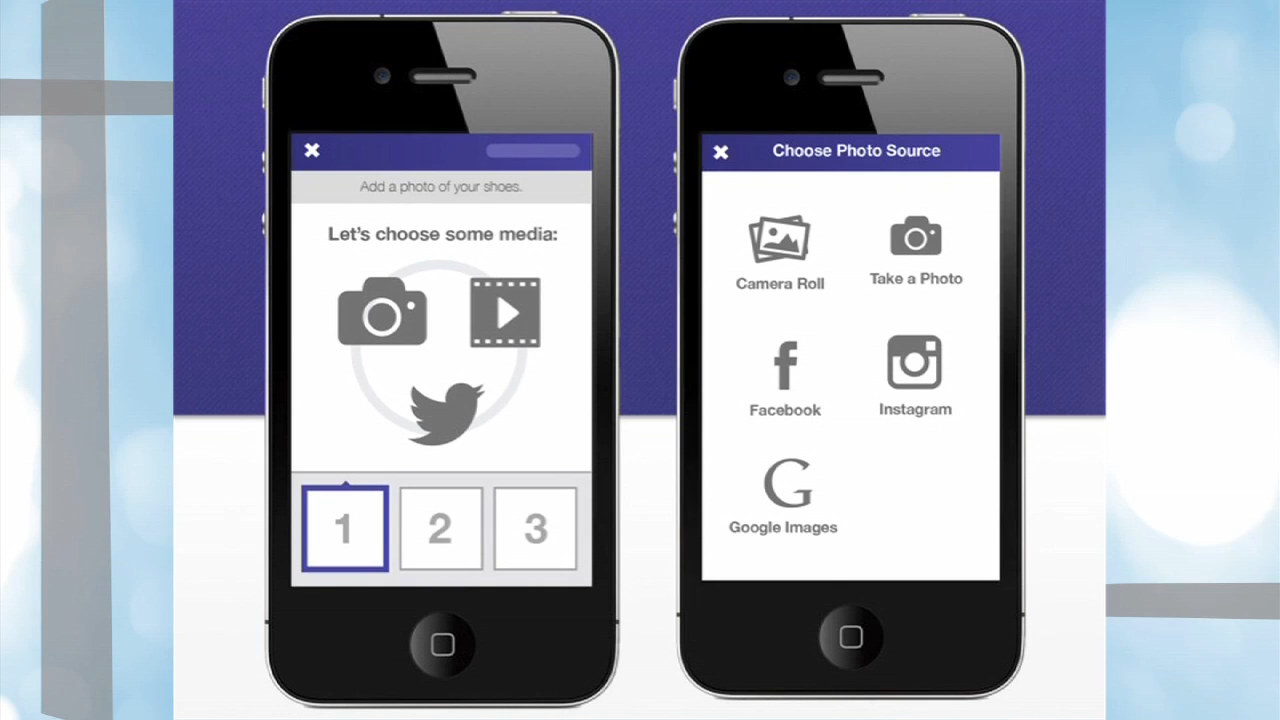 Add a photo of your shoes.
Let's choose some media:
1 2 3
Choose Photo Source
Camera Roll
Take a Photo
Facebook
Instagram
Google Images